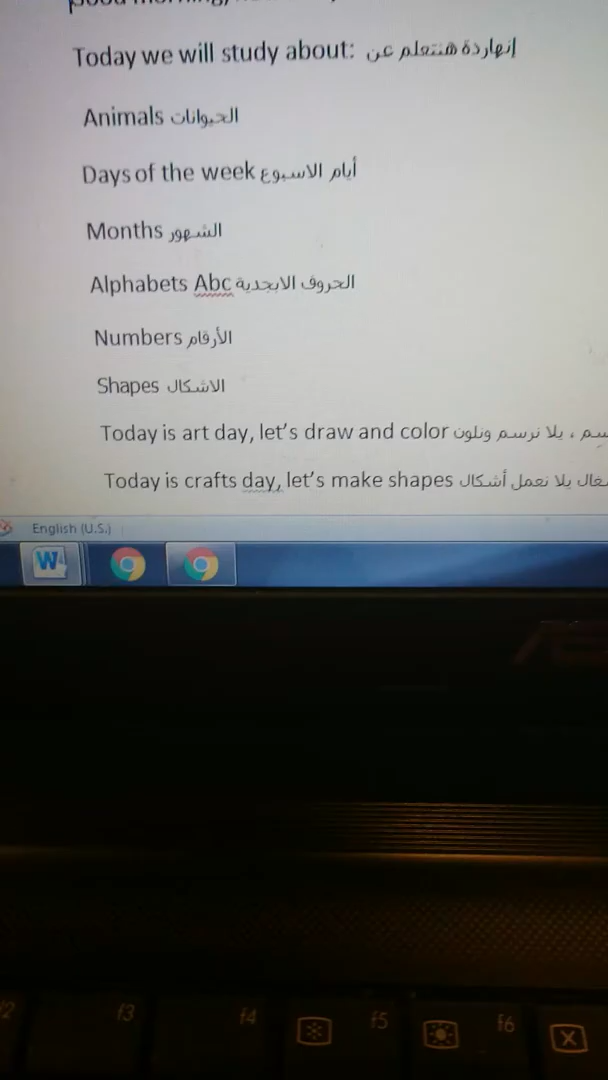 Today we will study about: إنهاردة هنتعلم عن
Animals الحيوانات
Days of the week أيام الاسبوع
Months الشهور
Alphabets Abc الحروف الابجدية
Numbers الأرقام
Shapes الاشكال
Today is art day, let's draw and color يلا نرسم ونلون
Today is crafts day, let's make shapes يلا نعمل أشكال
English (U.S.)
W
f3 f4 f5 f6